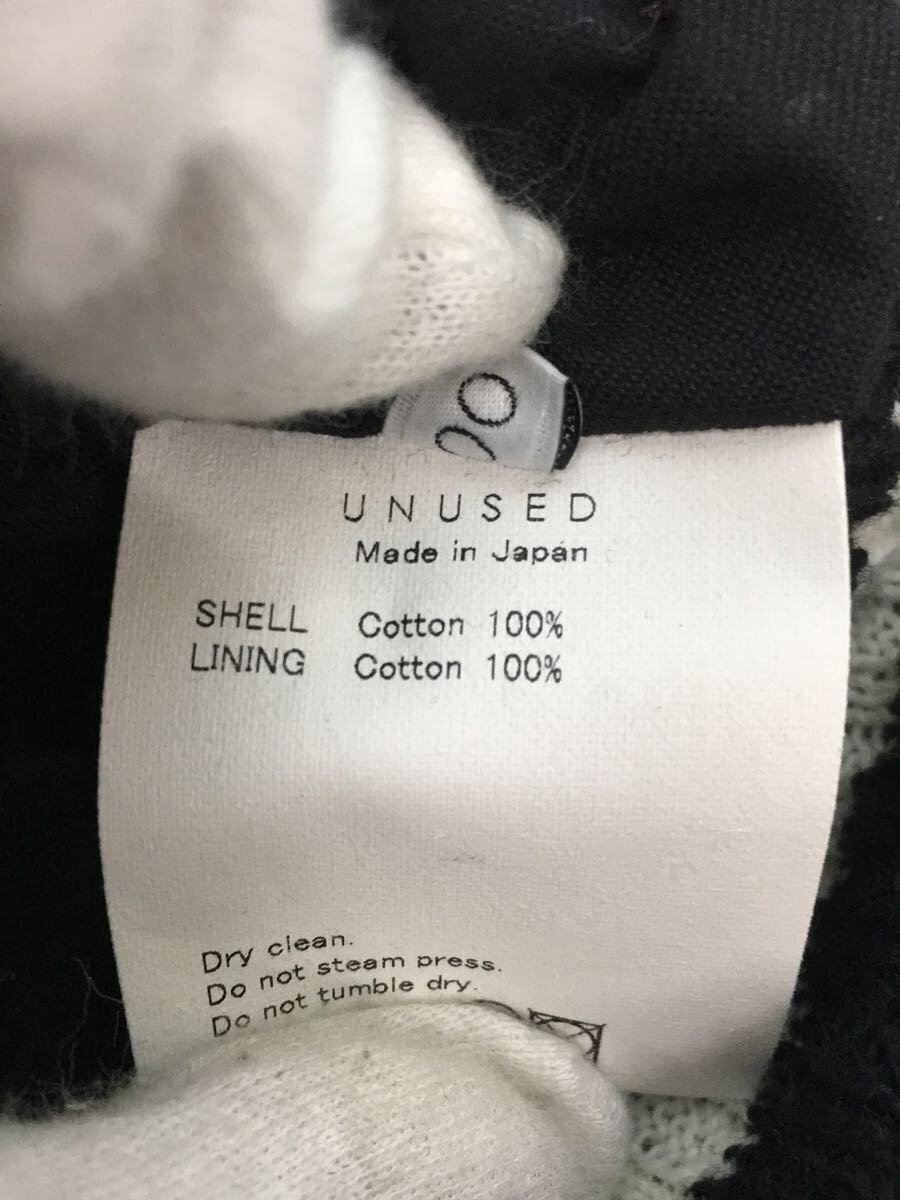 UNUSED
Made in Japan
SHELL Cotton 100%
LINING Cotton 100%
Dry clean.
Do not steam press.
Do not tumble dry.